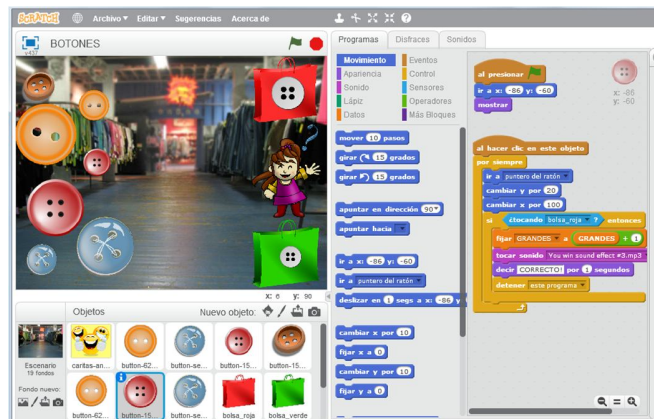 SCRATCH Archivo Editar Sugerencias Acerca de
v437
BOTONES
x: 6 y: 90
Objetos Nuevo objeto:
Escenario
19 fondos
Fondo nuevo:
caritas-an...
button-62...
button-se...
button-15...
button-15...
button-62...
button-15...
button-se...
bolsa_roja
bolsa_verde
Programas Disfraces Sonidos
Movimiento Eventos
Apariencia Control
Sonido Sensores
Lápiz Operadores
Datos Más Bloques
mover 10 pasos
girar 15 grados
girar 15 grados
apuntar en dirección 90
apuntar hacia
ir a x: -86 y: -60
ir a puntero del ratón
deslizar en 1 segs a x: -86 y
cambiar x por 10
fijar x a 0
cambiar y por 10
fijar y a 0
al presionar
ir a x: -86 y: -60
mostrar
x: -86
y: -60
al hacer clic en este objeto
por siempre
ir a puntero del ratón
cambiar y por 20
cambiar x por 100
si ¿tocando bolsa_roja ? entonces
fijar GRANDES a GRANDES + 1
tocar sonido You win sound effect #3.mp3
decir CORRECTO! por 1 segundos
detener este programa